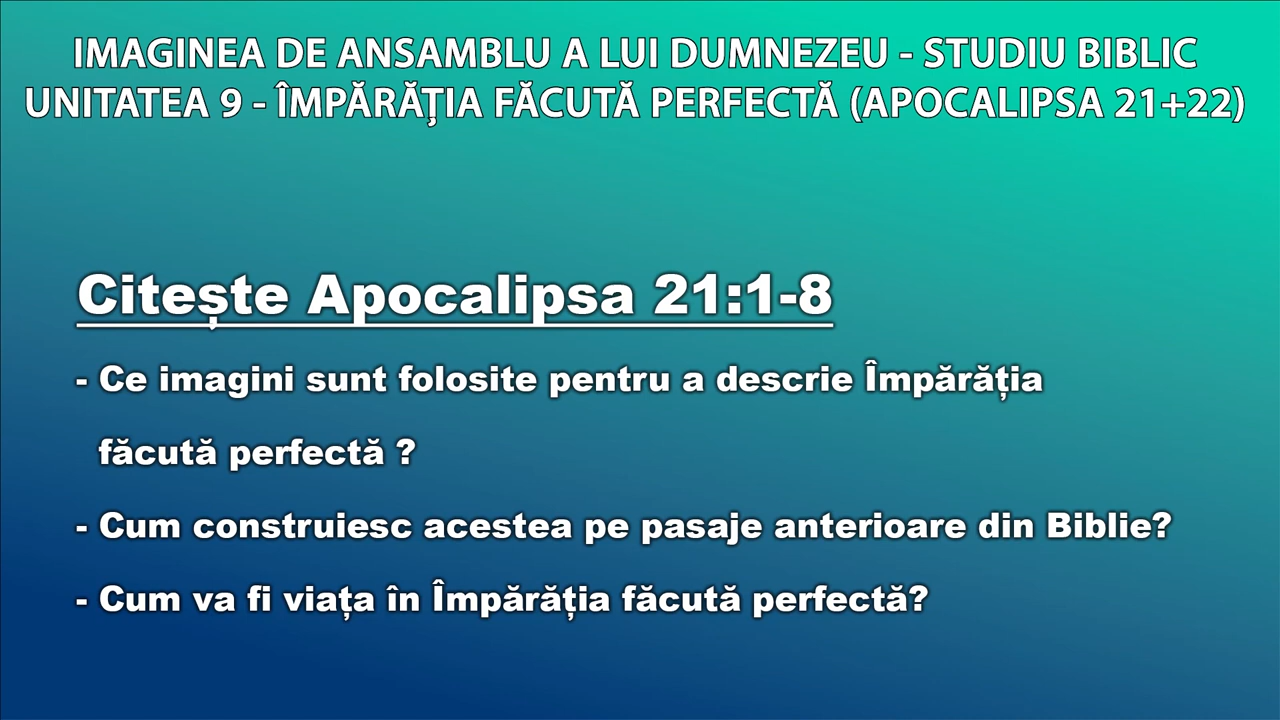 IMAGINEA DE ANSAMBLU A LUI DUMNEZEU - STUDIU BIBLIC
UNITATEA 9 - ÎMPĂRĂŢIA FĂCUTĂ PERFECTĂ (APOCALIPSA 21+22)
Citește Apocalipsa 21:1-8
- Ce imagini sunt folosite pentru a descrie Împărăția
făcută perfectă ?
- Cum construiesc acestea pe pasaje anterioare din Biblie?
- Cum va fi viața în Împărăția făcută perfectă?